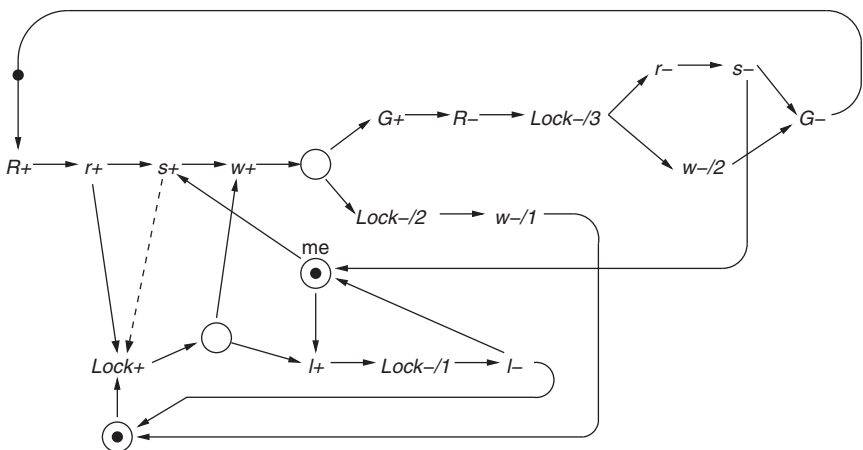 r– s–
G+ R– Lock–/3 G–
R+ r+ s+ w+ w–/2
Lock–/2 w–/1
me
Lock+ l+ Lock–/1 l–